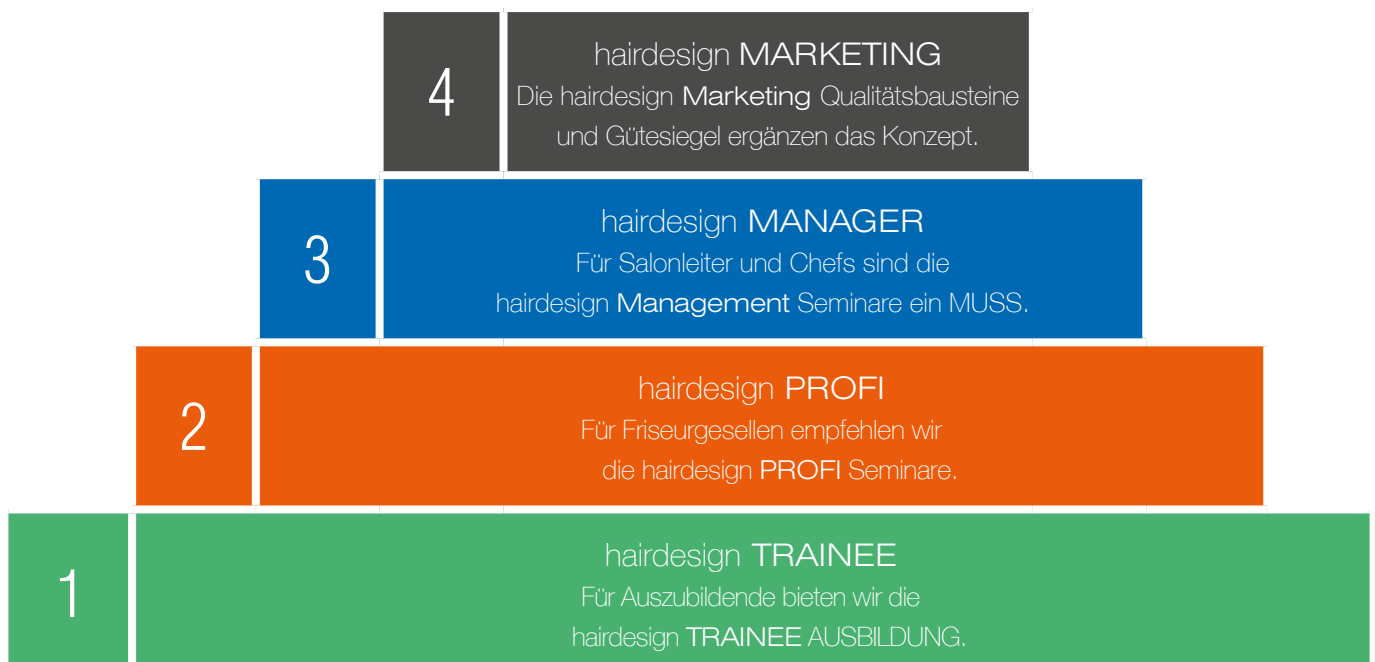 4
hairdesign MARKETING
Die hairdesign Marketing Qualitätsbausteine
und Gütesiegel ergänzen das Konzept.
3
hairdesign MANAGER
Für Salonleiter und Chefs sind die
hairdesign Management Seminare ein MUSS.
2
hairdesign PROFI
Für Friseurgesellen empfehlen wir
die hairdesign PROFI Seminare.
1
hairdesign TRAINEE
Für Auszubildende bieten wir die
hairdesign TRAINEE AUSBILDUNG.